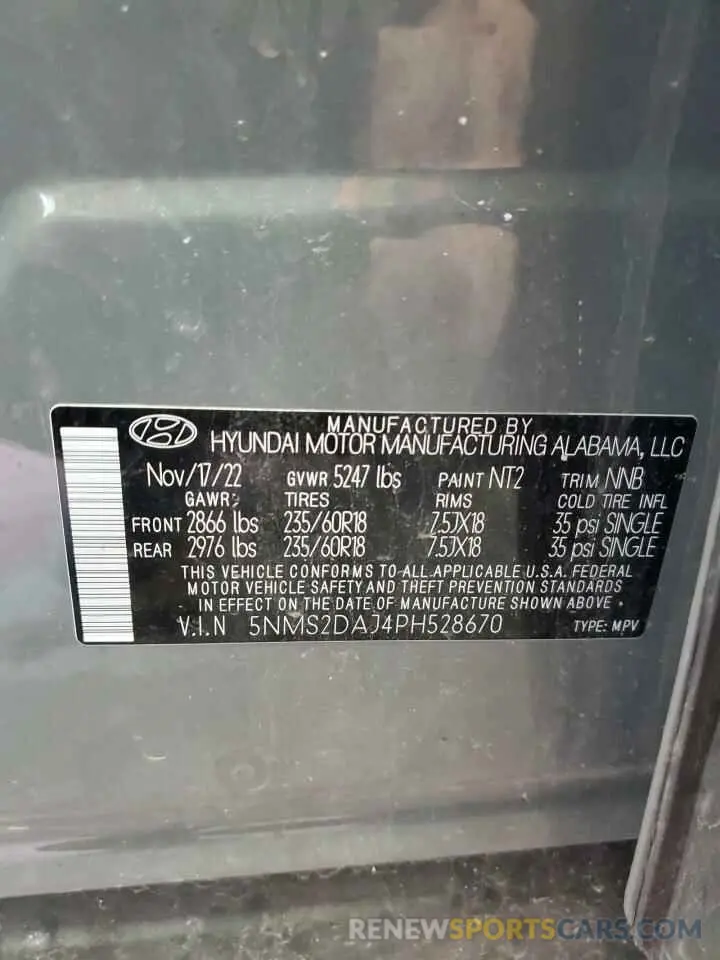 MANUFACTURED BY
HYUNDAI MOTOR MANUFACTURING ALABAMA, LLC
Nov/17/22 GVWR 5247 lbs PAINT NT2 TRIM NNB
GAWR: TIRES RIMS COLD TIRE INFL
FRONT 2866 lbs 235/60R18 7.5JX18 35 psi SINGLE
REAR 2976 lbs 235/60R18 7.5JX18 35 psi SINGLE
THIS VEHICLE CONFORMS TO ALL APPLICABLE U.S.A. FEDERAL
MOTOR VEHICLE SAFETY AND THEFT PREVENTION STANDARDS
IN EFFECT ON THE DATE OF MANUFACTURE SHOWN ABOVE.
V.I.N 5NMS2DAJ4PH528670 TYPE: MPV
RENEWSPORTSCARS.COM